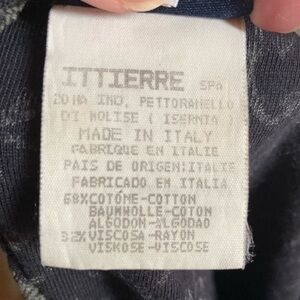 ITTIERRE SPA
ZONA IND. PETTORANELLO
DI MOLISE ( ISERNIA )
MADE IN ITALY
FABRIQUE EN ITALIE
PAIS DE ORIGEN:ITALIE
FABRICADO EN ITALIA
68%COTONE-COTTON
BAUMWOLLE-COTON
ALGODON-ALGODAO
32%VISCOSA-RAYON
VISKOSE-VISCOSE